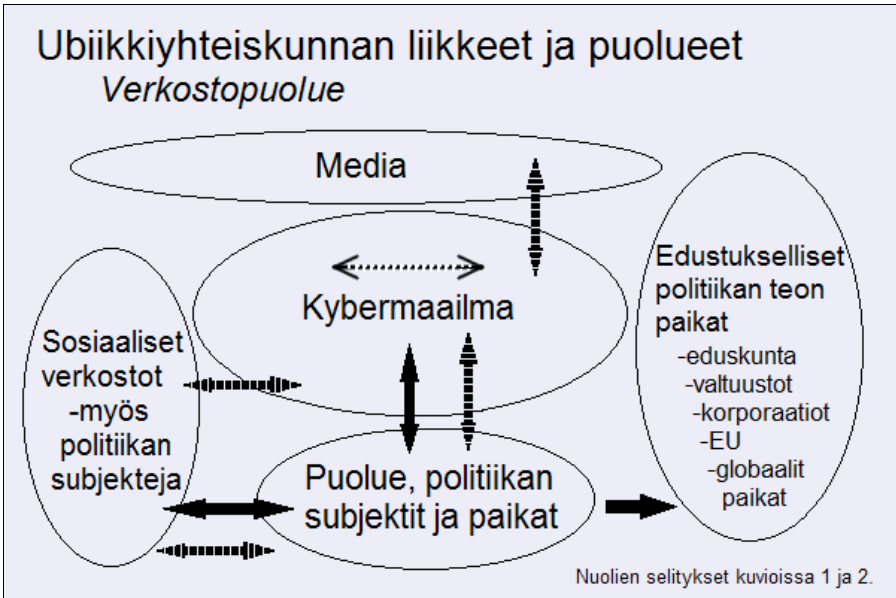 Ubiikkiyhteiskunnan liikkeet ja puolueet
Verkostopuolue
Media
Kybermaailma
Sosiaaliset
verkostot
-myös
politiikan
subjekteja
Puolue, politiikan
subjektit ja paikat
Edustukselliset
politiikan teon
paikat
-eduskunta
-valtuustot
-korporaatiot
-EU
-globaalit
paikat
Nuolien selitykset kuvioissa 1 ja 2.